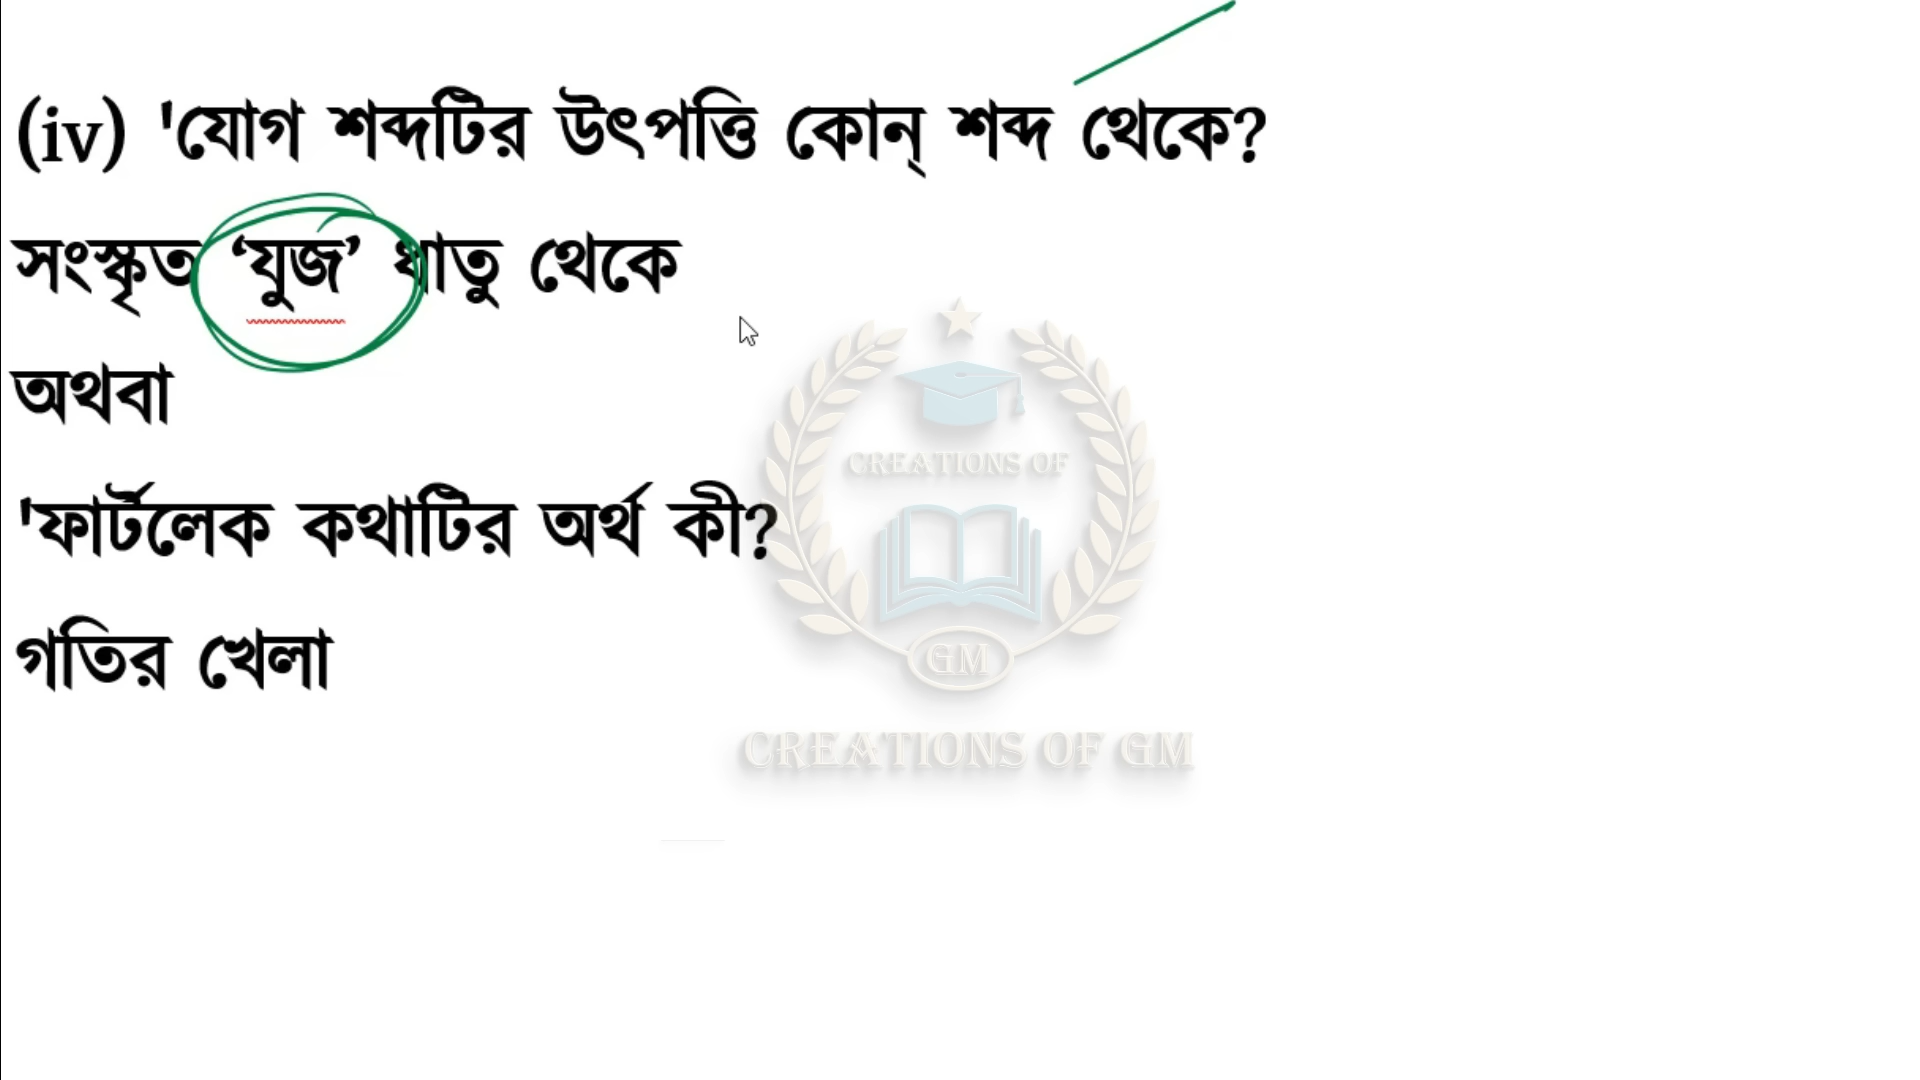 (iv) 'যোগ শব্দটির উৎপত্তি কোন্ শব্দ থেকে?
সংস্কৃত ‘যুজ’ ধাতু থেকে
অথবা
'ফার্টলেক কথাটির অর্থ কী?
গতির খেলা
CREATIONS OF
GM
CREATIONS OF GM